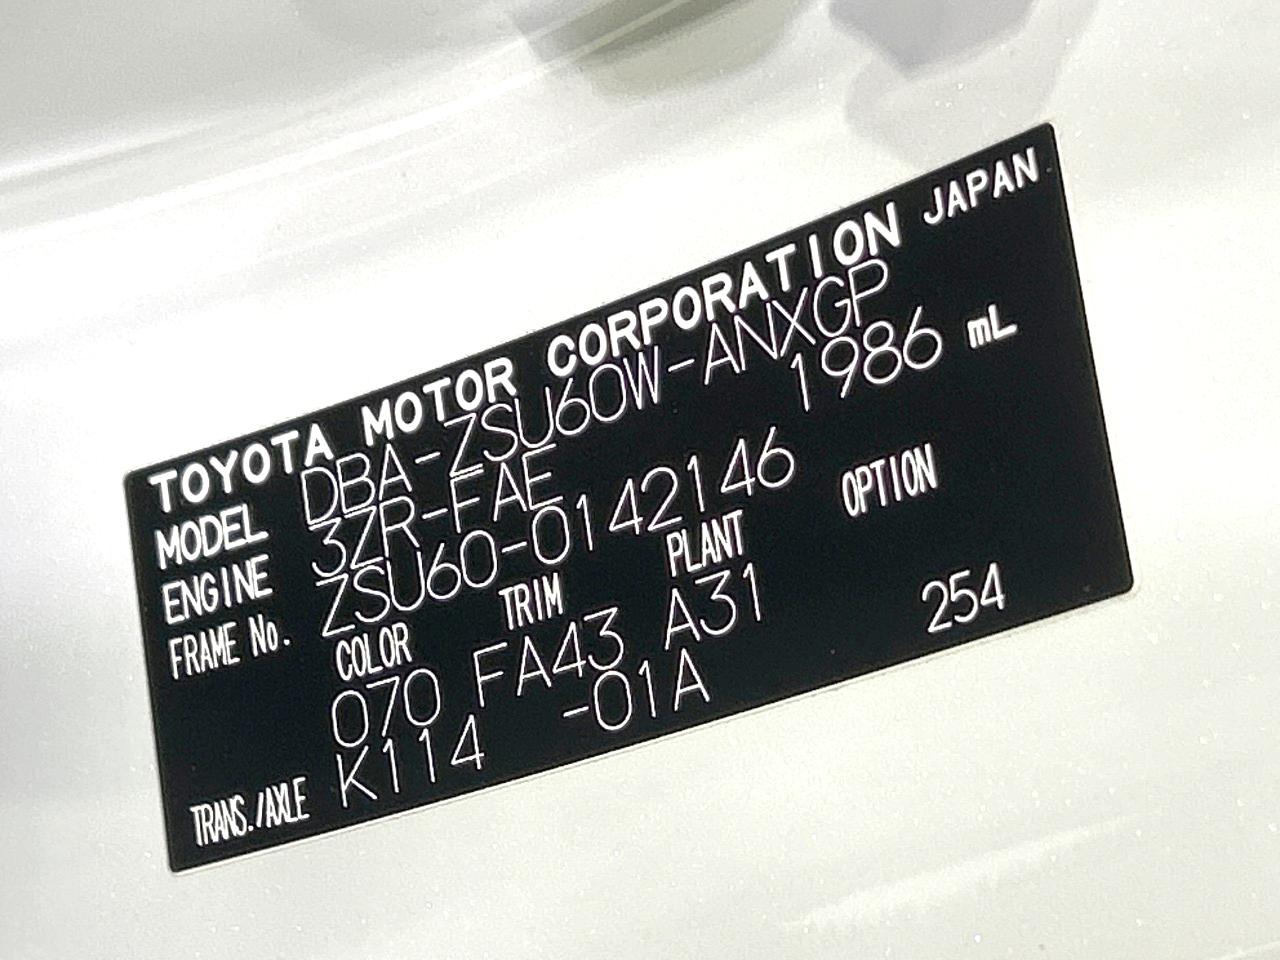 TOYOTA MOTOR CORPORATION JAPAN
MODEL DBA-ZSU60W-ANXGP
ENGINE 3ZR-FAE 1986 mL
FRAME No. ZSU60-0142146
COLOR TRIM PLANT OPTION
070 FA43 A31 254
TRANS./AXLE K114 -01A